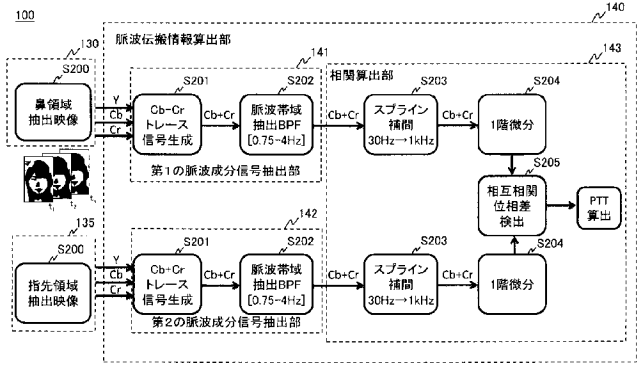 100
140
脈波伝搬情報算出部
130
141
143
相関算出部
S200
鼻領域
抽出映像
Y
Cb
Cr
S201
Cb-Cr
トレース
信号生成
Cb+Cr
S202
脈波帯域
抽出BPF
[0.75-4Hz]
第1の脈波成分信号抽出部
Cb+Cr
S203
スプライン
補間
30Hz→1kHz
Cb+Cr
S204
1階微分
S205
相互相関
位相差
検出
PTT
算出
135
142
S200
指先領域
抽出映像
Y
Cb
Cr
S201
Cb+Cr
トレース
信号生成
Cb+Cr
S202
脈波帯域
抽出BPF
[0.75-4Hz]
第2の脈波成分信号抽出部
Cb+Cr
S203
スプライン
補間
30Hz→1kHz
Cb+Cr
S204
1階微分